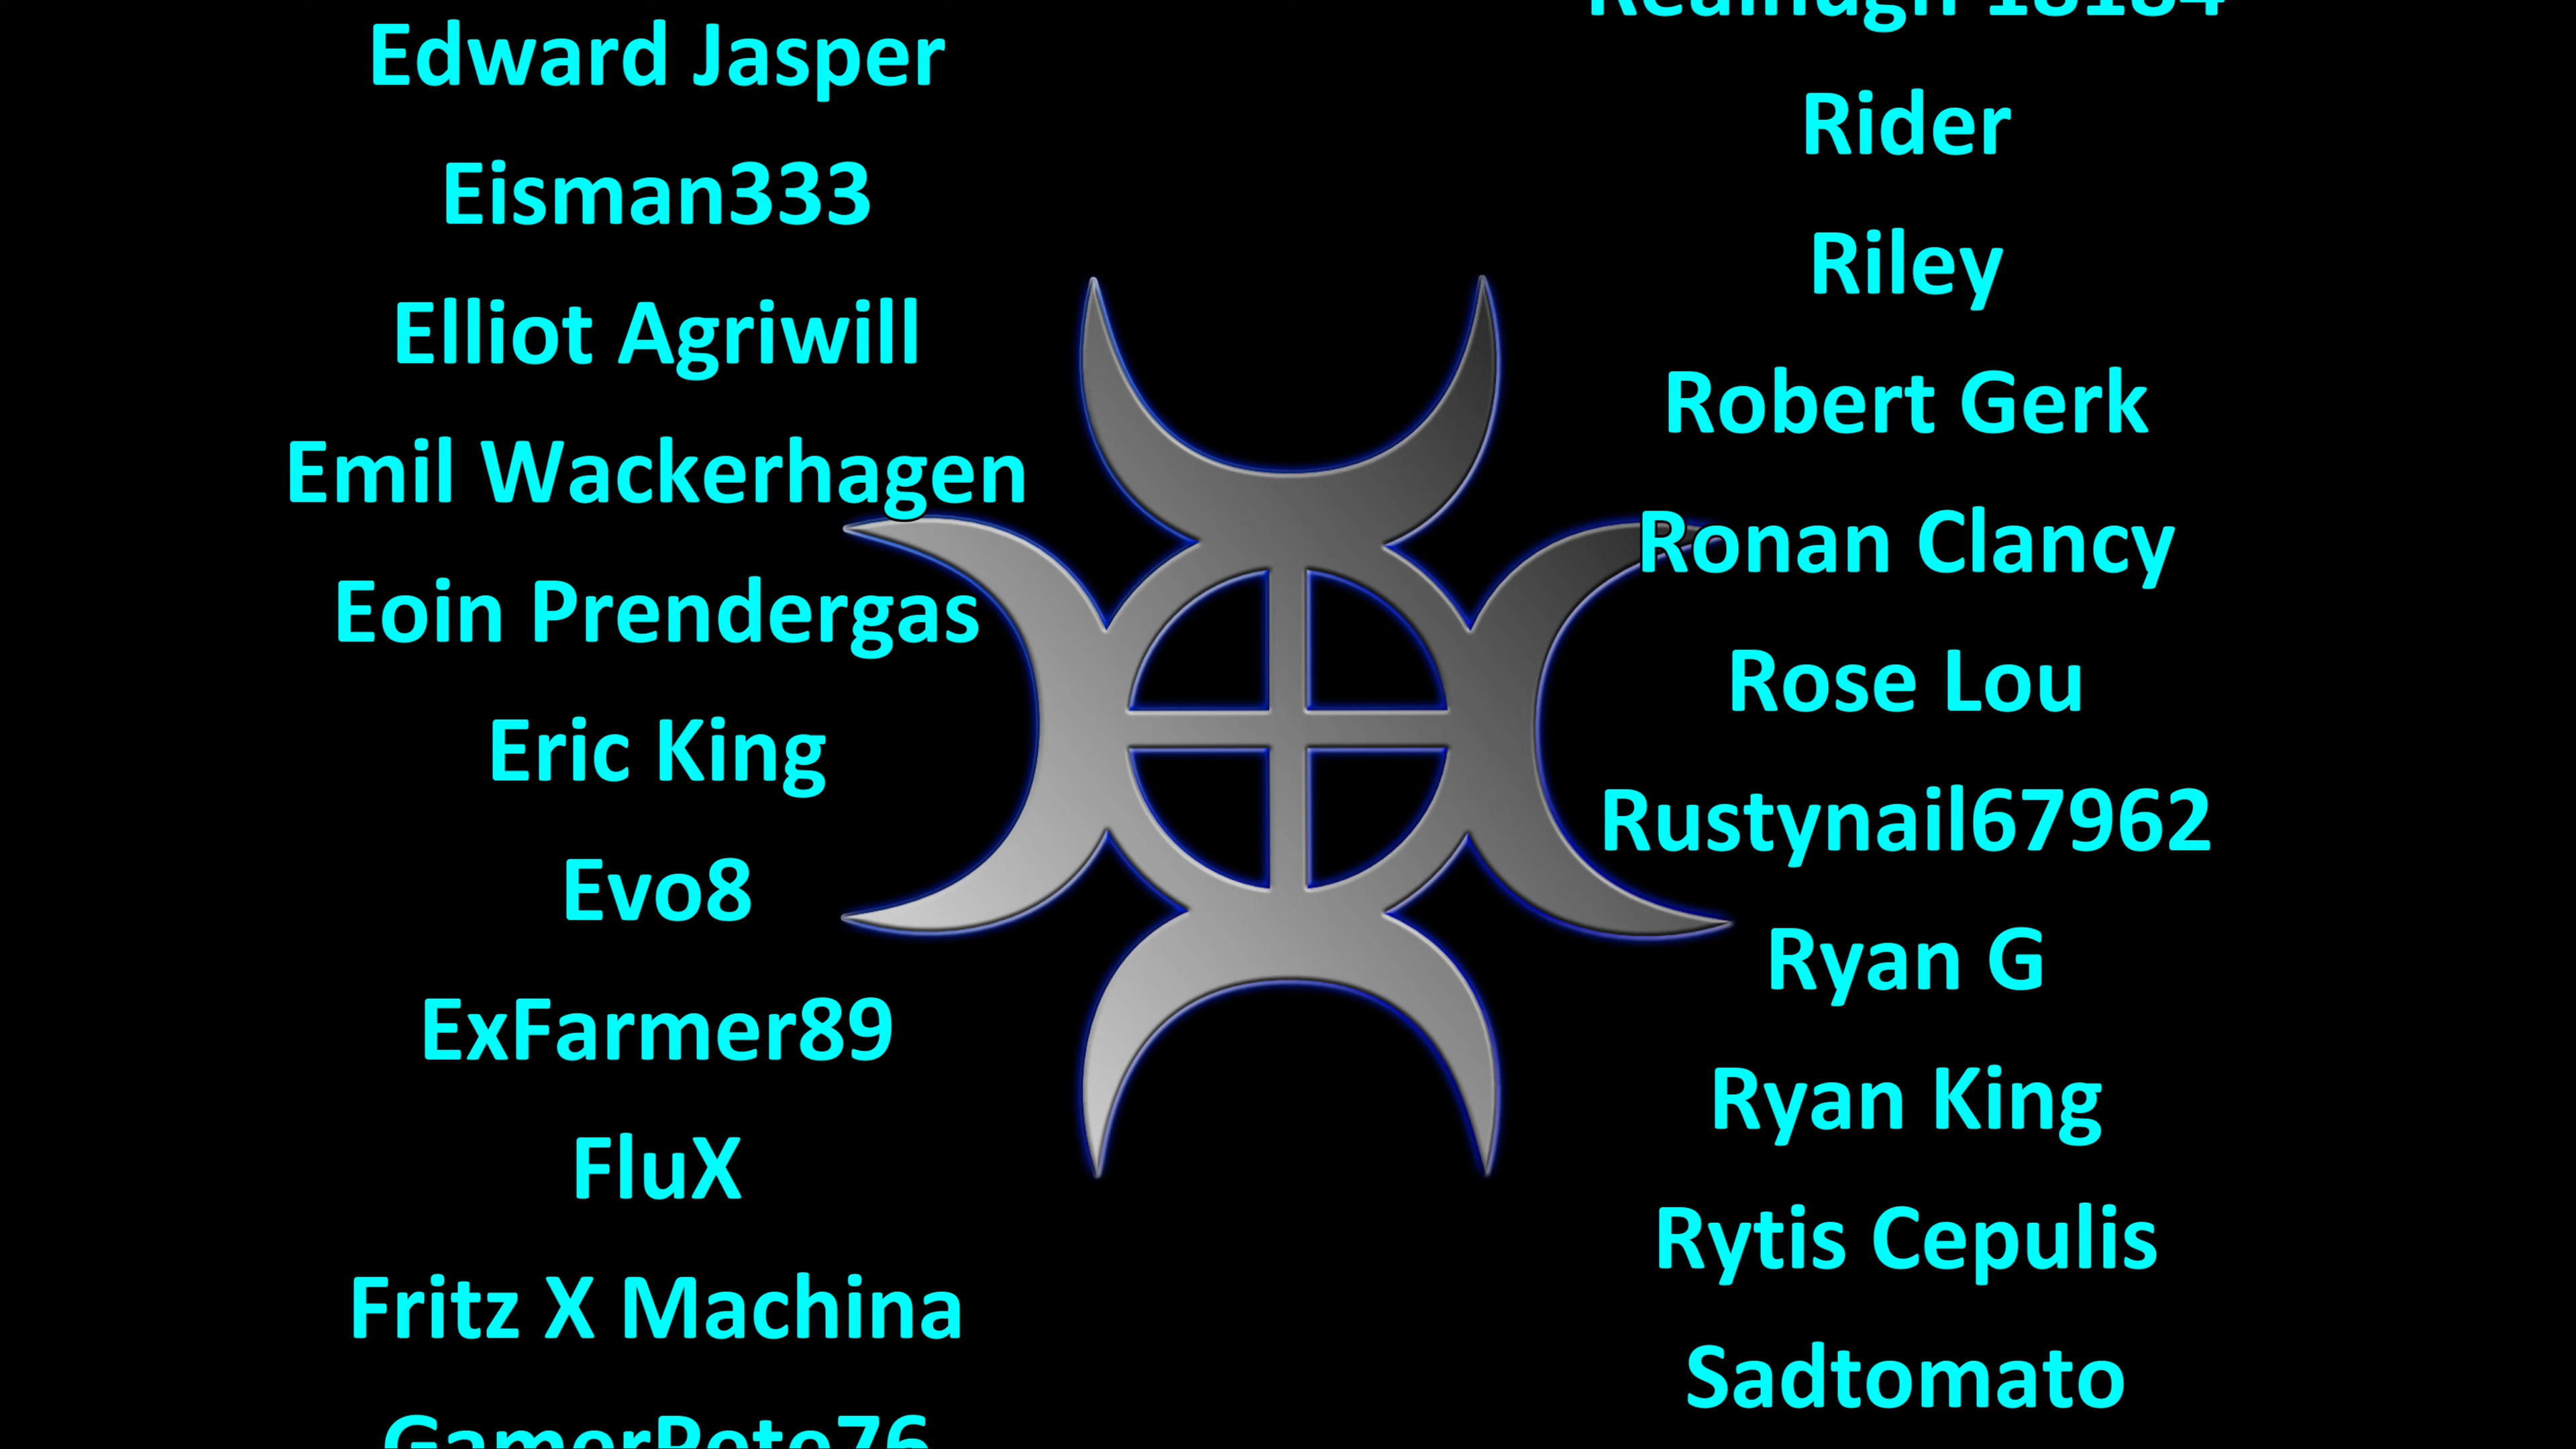 Edward Jasper
Eisman333
Elliot Agriwill
Emil Wackerhagen
Eoin Prendergas
Eric King
Evo8
ExFarmer89
FluX
Fritz X Machina
GamerPete76
Rider
Riley
Robert Gerk
Ronan Clancy
Rose Lou
Rustynail67962
Ryan G
Ryan King
Rytis Cepulis
Sadtomato